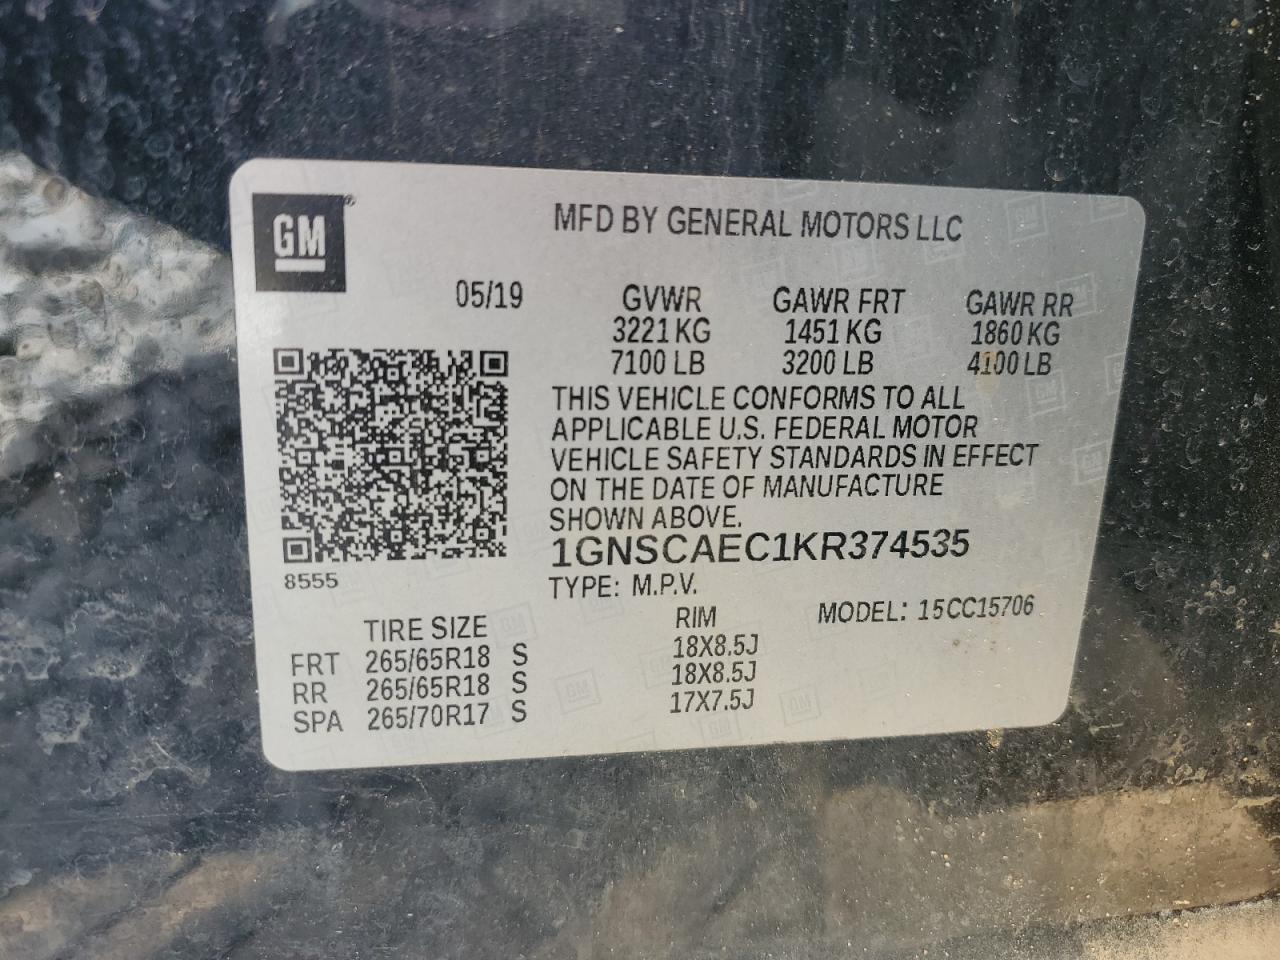 GM®
MFD BY GENERAL MOTORS LLC
05/19 GVWR GAWR FRT GAWR RR
3221 KG 1451 KG 1860 KG
7100 LB 3200 LB 4100 LB
THIS VEHICLE CONFORMS TO ALL
APPLICABLE U.S. FEDERAL MOTOR
VEHICLE SAFETY STANDARDS IN EFFECT
ON THE DATE OF MANUFACTURE
SHOWN ABOVE.
1GNSCAEC1KR374535
8555 TYPE: M.P.V.
MODEL: 15CC15706
TIRE SIZE RIM
FRT 265/65R18 S 18X8.5J
RR 265/65R18 S 18X8.5J
SPA 265/70R17 S 17X7.5J